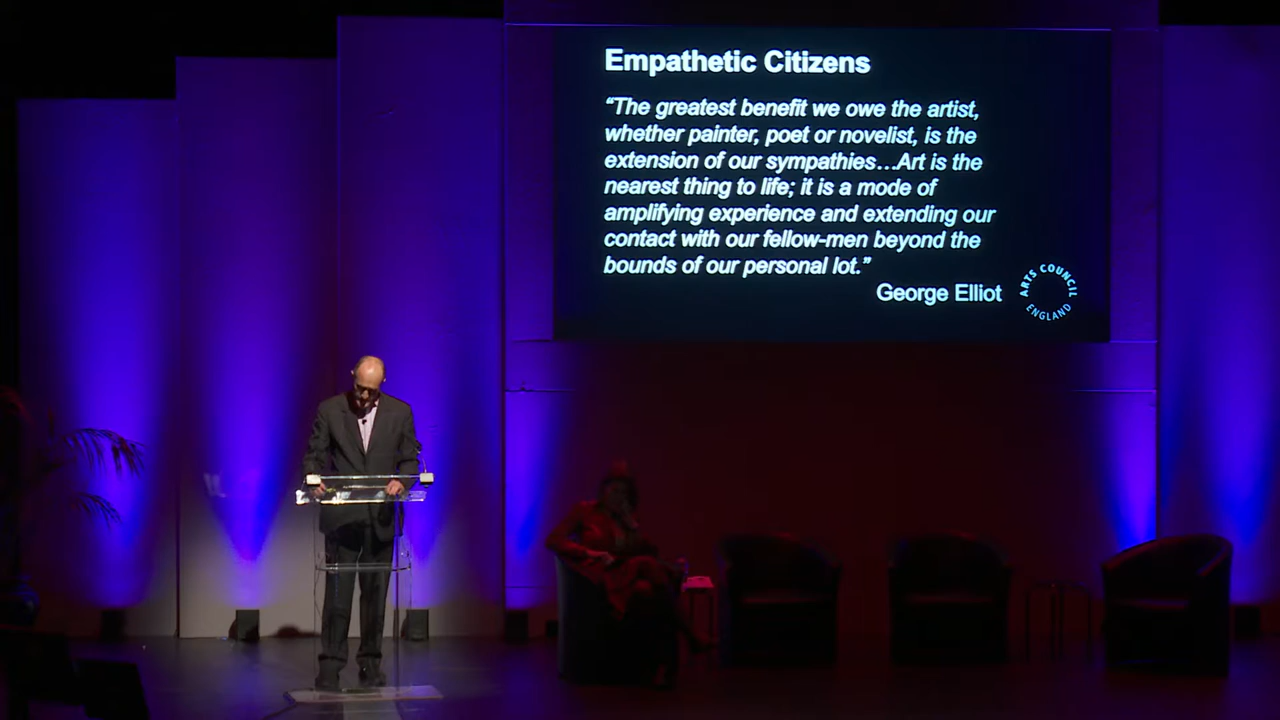 Empathetic Citizens
“The greatest benefit we owe the artist,
whether painter, poet or novelist, is the
extension of our sympathies…Art is the
nearest thing to life; it is a mode of
amplifying experience and extending our
contact with our fellow-men beyond the
bounds of our personal lot.”
George Elliot
ARTS COUNCIL
ENGLAND